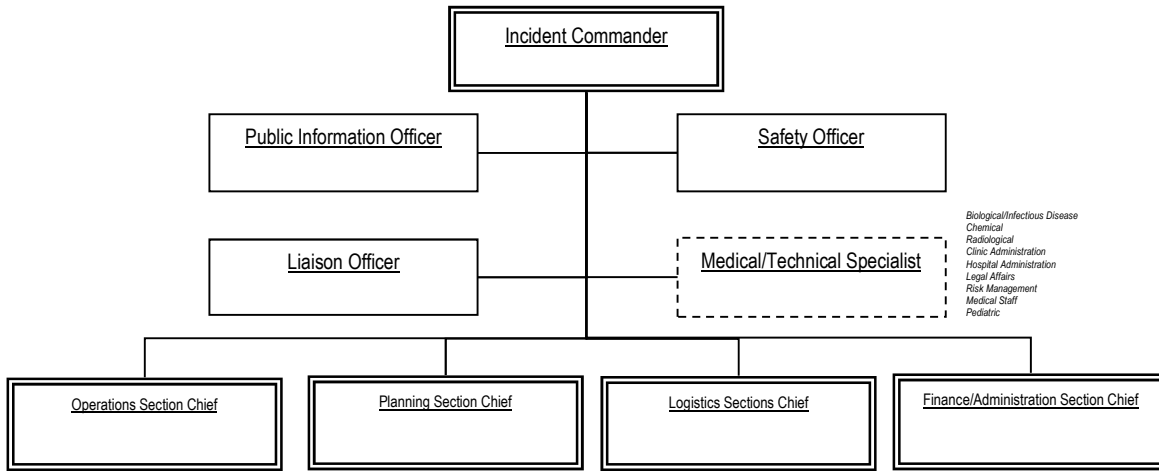 Incident Commander
Public Information Officer
Safety Officer
Liaison Officer
Medical/Technical Specialist
Biological/Infectious Disease
Chemical
Radiological
Clinic Administration
Hospital Administration
Legal Affairs
Risk Management
Medical Staff
Pediatric
Operations Section Chief
Planning Section Chief
Logistics Sections Chief
Finance/Administration Section Chief